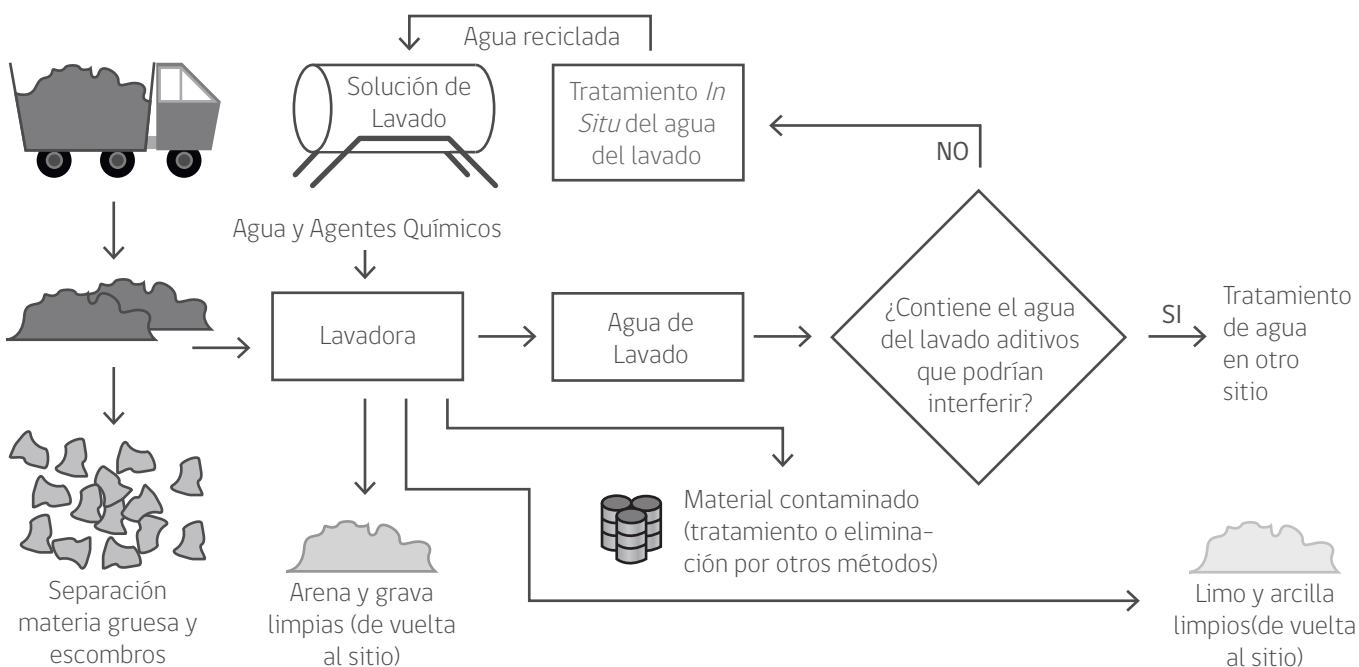 Agua reciclada
Solución de
Lavado
Tratamiento In
Situ del agua
del lavado
NO
Agua y Agentes Químicos
Lavadora
Agua de
Lavado
¿Contiene el agua
del lavado aditivos
que podrían
interferir?
SI
Tratamiento
de agua
en otro
sitio
Material contaminado
(tratamiento o elimina-
ción por otros métodos)
Separación
materia gruesa y
escombros
Arena y grava
limpias (de vuelta
al sitio)
Limo y arcilla
limpios(de vuelta
al sitio)